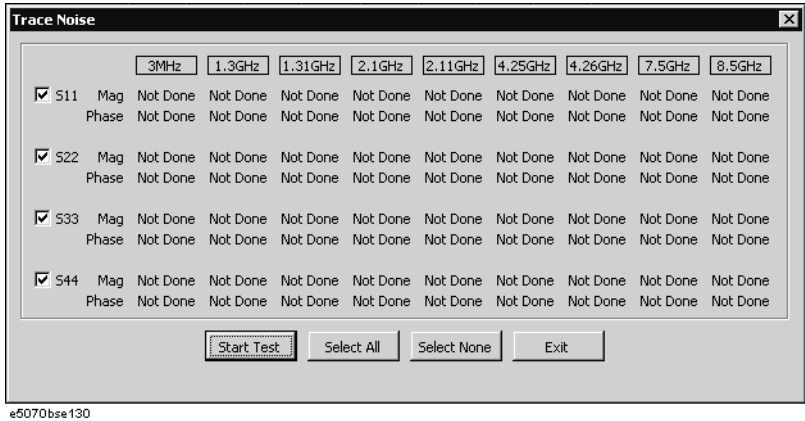 Trace Noise
3MHz 1.3GHz 1.31GHz 2.1GHz 2.11GHz 4.25GHz 4.26GHz 7.5GHz 8.5GHz
S11 Mag Not Done Not Done Not Done Not Done Not Done Not Done Not Done Not Done Not Done
Phase Not Done Not Done Not Done Not Done Not Done Not Done Not Done Not Done Not Done
S22 Mag Not Done Not Done Not Done Not Done Not Done Not Done Not Done Not Done Not Done
Phase Not Done Not Done Not Done Not Done Not Done Not Done Not Done Not Done Not Done
S33 Mag Not Done Not Done Not Done Not Done Not Done Not Done Not Done Not Done Not Done
Phase Not Done Not Done Not Done Not Done Not Done Not Done Not Done Not Done Not Done
S44 Mag Not Done Not Done Not Done Not Done Not Done Not Done Not Done Not Done Not Done
Phase Not Done Not Done Not Done Not Done Not Done Not Done Not Done Not Done Not Done
Start Test Select All Select None Exit
e5070bse130